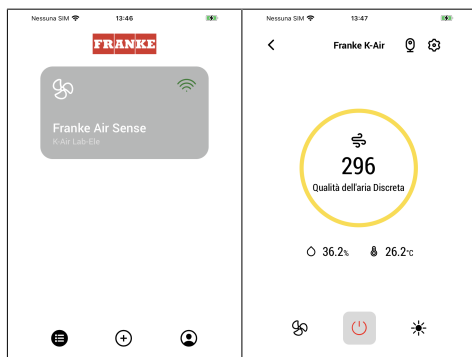 Nessuna SIM 13:46
FRANKE
Franke Air Sense
K-Air Lab-Ele
Nessuna SIM 13:47
Franke K-Air
296
Qualità dell'aria Discreta
36.2% 26.2°C